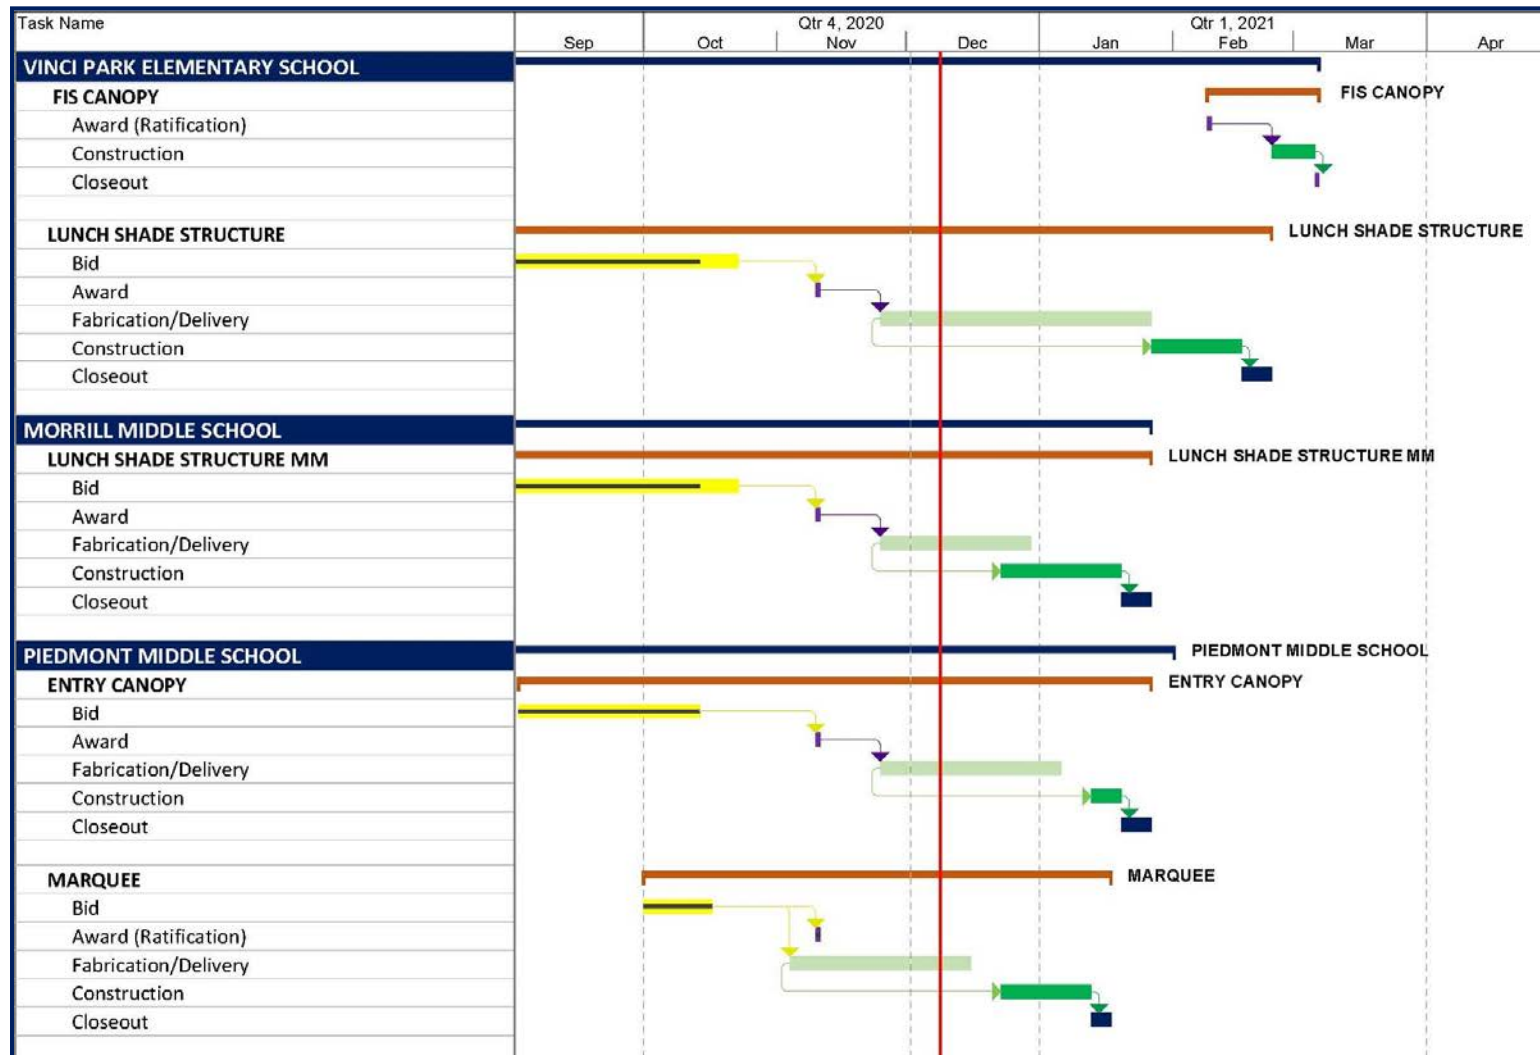 Task Name Qtr 4, 2020 Qtr 1, 2021
Sep Oct Nov Dec Jan Feb Mar Apr
VINCI PARK ELEMENTARY SCHOOL
FIS CANOPY FIS CANOPY
Award (Ratification)
Construction
Closeout
LUNCH SHADE STRUCTURE LUNCH SHADE STRUCTURE
Bid
Award
Fabrication/Delivery
Construction
Closeout
MORRILL MIDDLE SCHOOL
LUNCH SHADE STRUCTURE MM LUNCH SHADE STRUCTURE MM
Bid
Award
Fabrication/Delivery
Construction
Closeout
PIEDMONT MIDDLE SCHOOL PIEDMONT MIDDLE SCHOOL
ENTRY CANOPY ENTRY CANOPY
Bid
Award
Fabrication/Delivery
Construction
Closeout
MARQUEE MARQUEE
Bid
Award (Ratification)
Fabrication/Delivery
Construction
Closeout